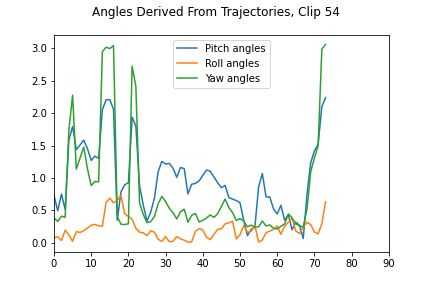 Angles Derived From Trajectories, Clip 54
Pitch angles
Roll angles
Yaw angles
3.0
2.5
2.0
1.5
1.0
0.5
0.0
0 10 20 30 40 50 60 70 80 90